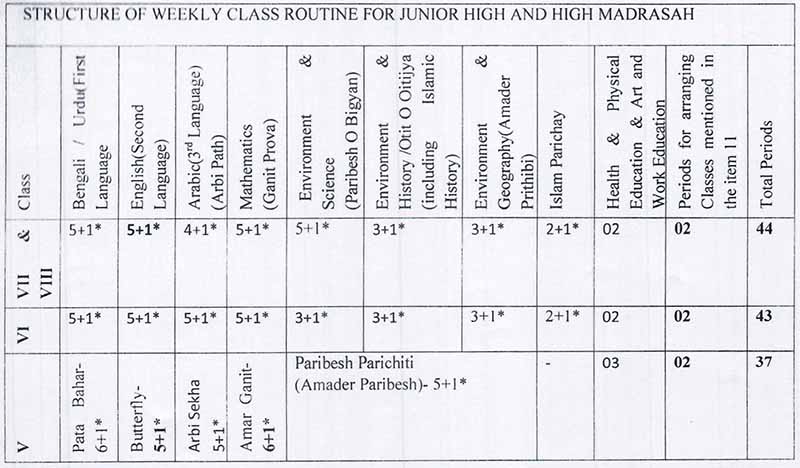 STRUCTURE OF WEEKLY CLASS ROUTINE FOR JUNIOR HIGH AND HIGH MADRASAH
Class
Bengali / Urdu(First
Language
English(Second
Language)
Arabic(3rd Language)
(Arbi Path)
Mathematics
(Ganit Prova)
Environment &
Science
(Paribesh O Bigyan)
Environment &
History /Otit O Oitijya
(including Islamic
History)
Environment &
Geography(Amader
Prithibi)
Islam Parichay
Health & Physical
Education & Art and
Work Education
Periods for arranging
Classes mentioned in
the item 11
Total Periods
VII &
VIII
5+1*
5+1*
4+1*
5+1*
5+1*
3+1*
3+1*
2+1*
02
02
44
VI
5+1*
5+1*
5+1*
5+1*
3+1*
3+1*
3+1*
2+1*
02
02
43
V
Pata Bahar-
6+1*
Butterfly-
5+1*
Arbi Sekha
5+1*
Amar Ganit-
6+1*
Paribesh Parichiti
(Amader Paribesh)- 5+1*
-
03
02
37